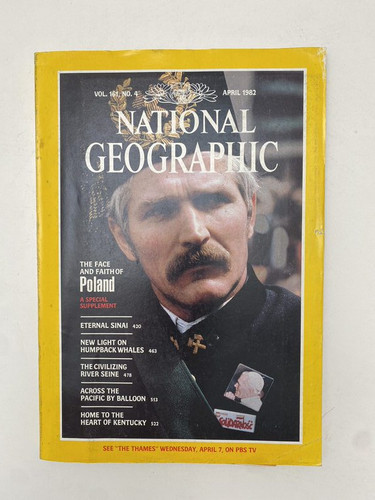 VOL. 161, NO. 4 APRIL 1982
NATIONAL
GEOGRAPHIC
THE FACE
AND FAITH OF
Poland
A SPECIAL
SUPPLEMENT
ETERNAL SINAI 420
NEW LIGHT ON
HUMPBACK WHALES 463
THE CIVILIZING
RIVER SEINE 478
ACROSS THE
PACIFIC BY BALLOON 513
HOME TO THE
HEART OF KENTUCKY 522
Solidarność
SEE "THE THAMES" WEDNESDAY, APRIL 7, ON PBS TV